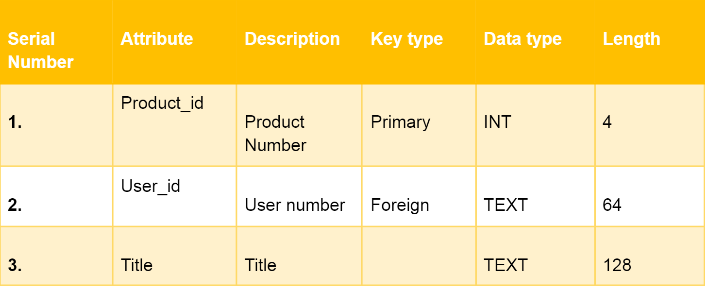 Serial Number Attribute Description Key type Data type Length
1. Product_id Product Number Primary INT 4
2. User_id User number Foreign TEXT 64
3. Title Title TEXT 128